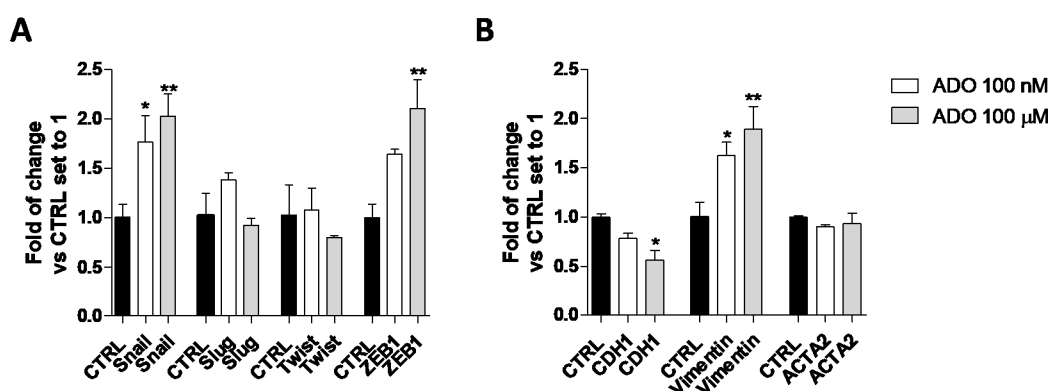 A
Fold of change
vs CTRL set to 1
2.5
2.0
1.5
1.0
0.5
0.0
*
**
**
CTRL
Snail
Snail
CTRL
Slug
Slug
CTRL
Twist
Twist
CTRL
ZEB1
ZEB1
B
Fold of change
vs CTRL set to 1
2.5
2.0
1.5
1.0
0.5
0.0
*
*
**
CTRL
CDH1
CDH1
CTRL
Vimentin
Vimentin
CTRL
ACTA2
ACTA2
ADO 100 nM
ADO 100 µM